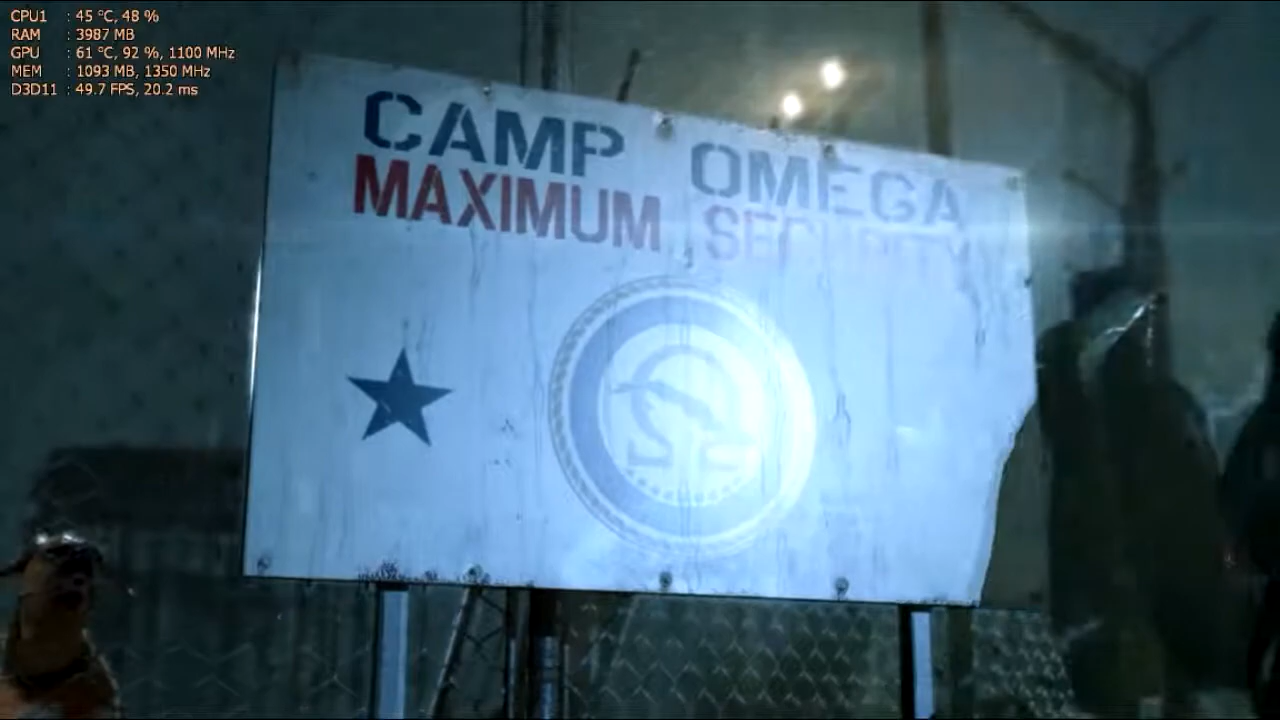 CPU1 : 45 °C, 48 %
RAM : 3987 MB
GPU : 61 °C, 92 %, 1100 MHz
MEM : 1093 MB, 1350 MHz
D3D11 : 49.7 FPS, 20.2 ms
CAMP OMEGA
MAXIMUM SECURITY